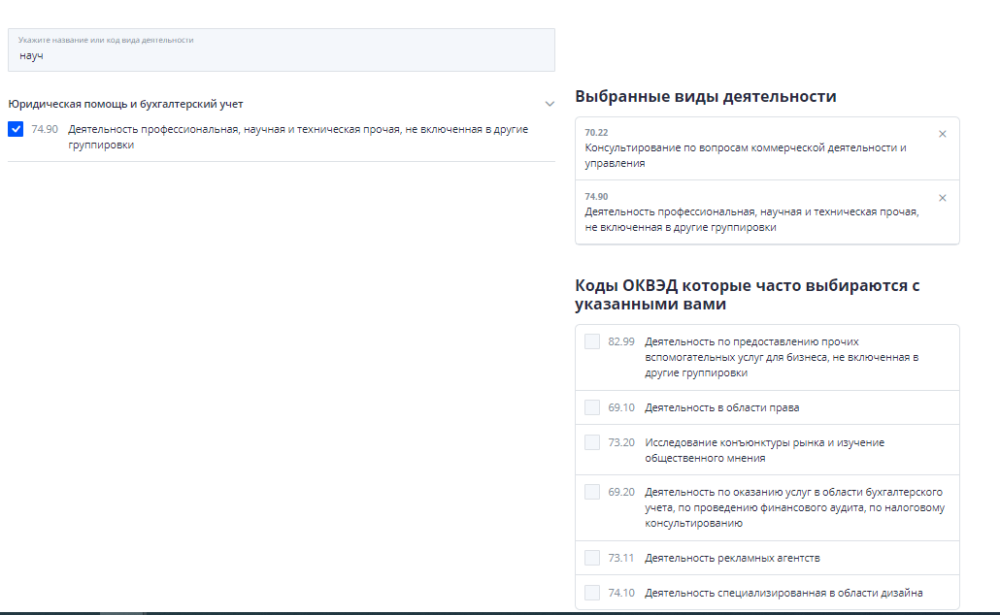 Укажите название или код вида деятельности
науч
Юридическая помощь и бухгалтерский учет
74.90 Деятельность профессиональная, научная и техническая прочая, не включенная в другие
группировки
Выбранные виды деятельности
70.22
Консультирование по вопросам коммерческой деятельности и
управления
74.90
Деятельность профессиональная, научная и техническая прочая,
не включенная в другие группировки
Коды ОКВЭД которые часто выбираются с
указанными вами
82.99 Деятельность по предоставлению прочих
вспомогательных услуг для бизнеса, не включенная в
другие группировки
69.10 Деятельность в области права
73.20 Исследование конъюнктуры рынка и изучение
общественного мнения
69.20 Деятельность по оказанию услуг в области бухгалтерского
учета, по проведению финансового аудита, по налоговому
консультированию
73.11 Деятельность рекламных агентств
74.10 Деятельность специализированная в области дизайна